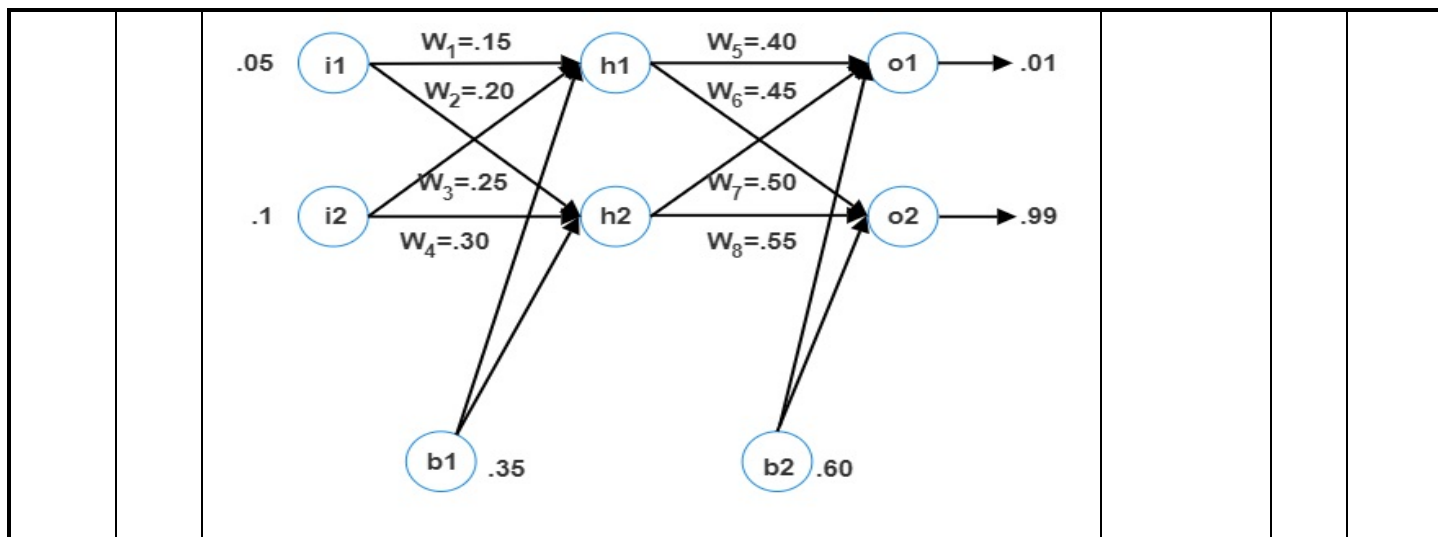 W1=.15 W5=.40
.05 i1 h1 o1 .01
W2=.20 W6=.45
W3=.25 W7=.50
.1 i2 h2 o2 .99
W4=.30 W8=.55
b1 .35 b2 .60